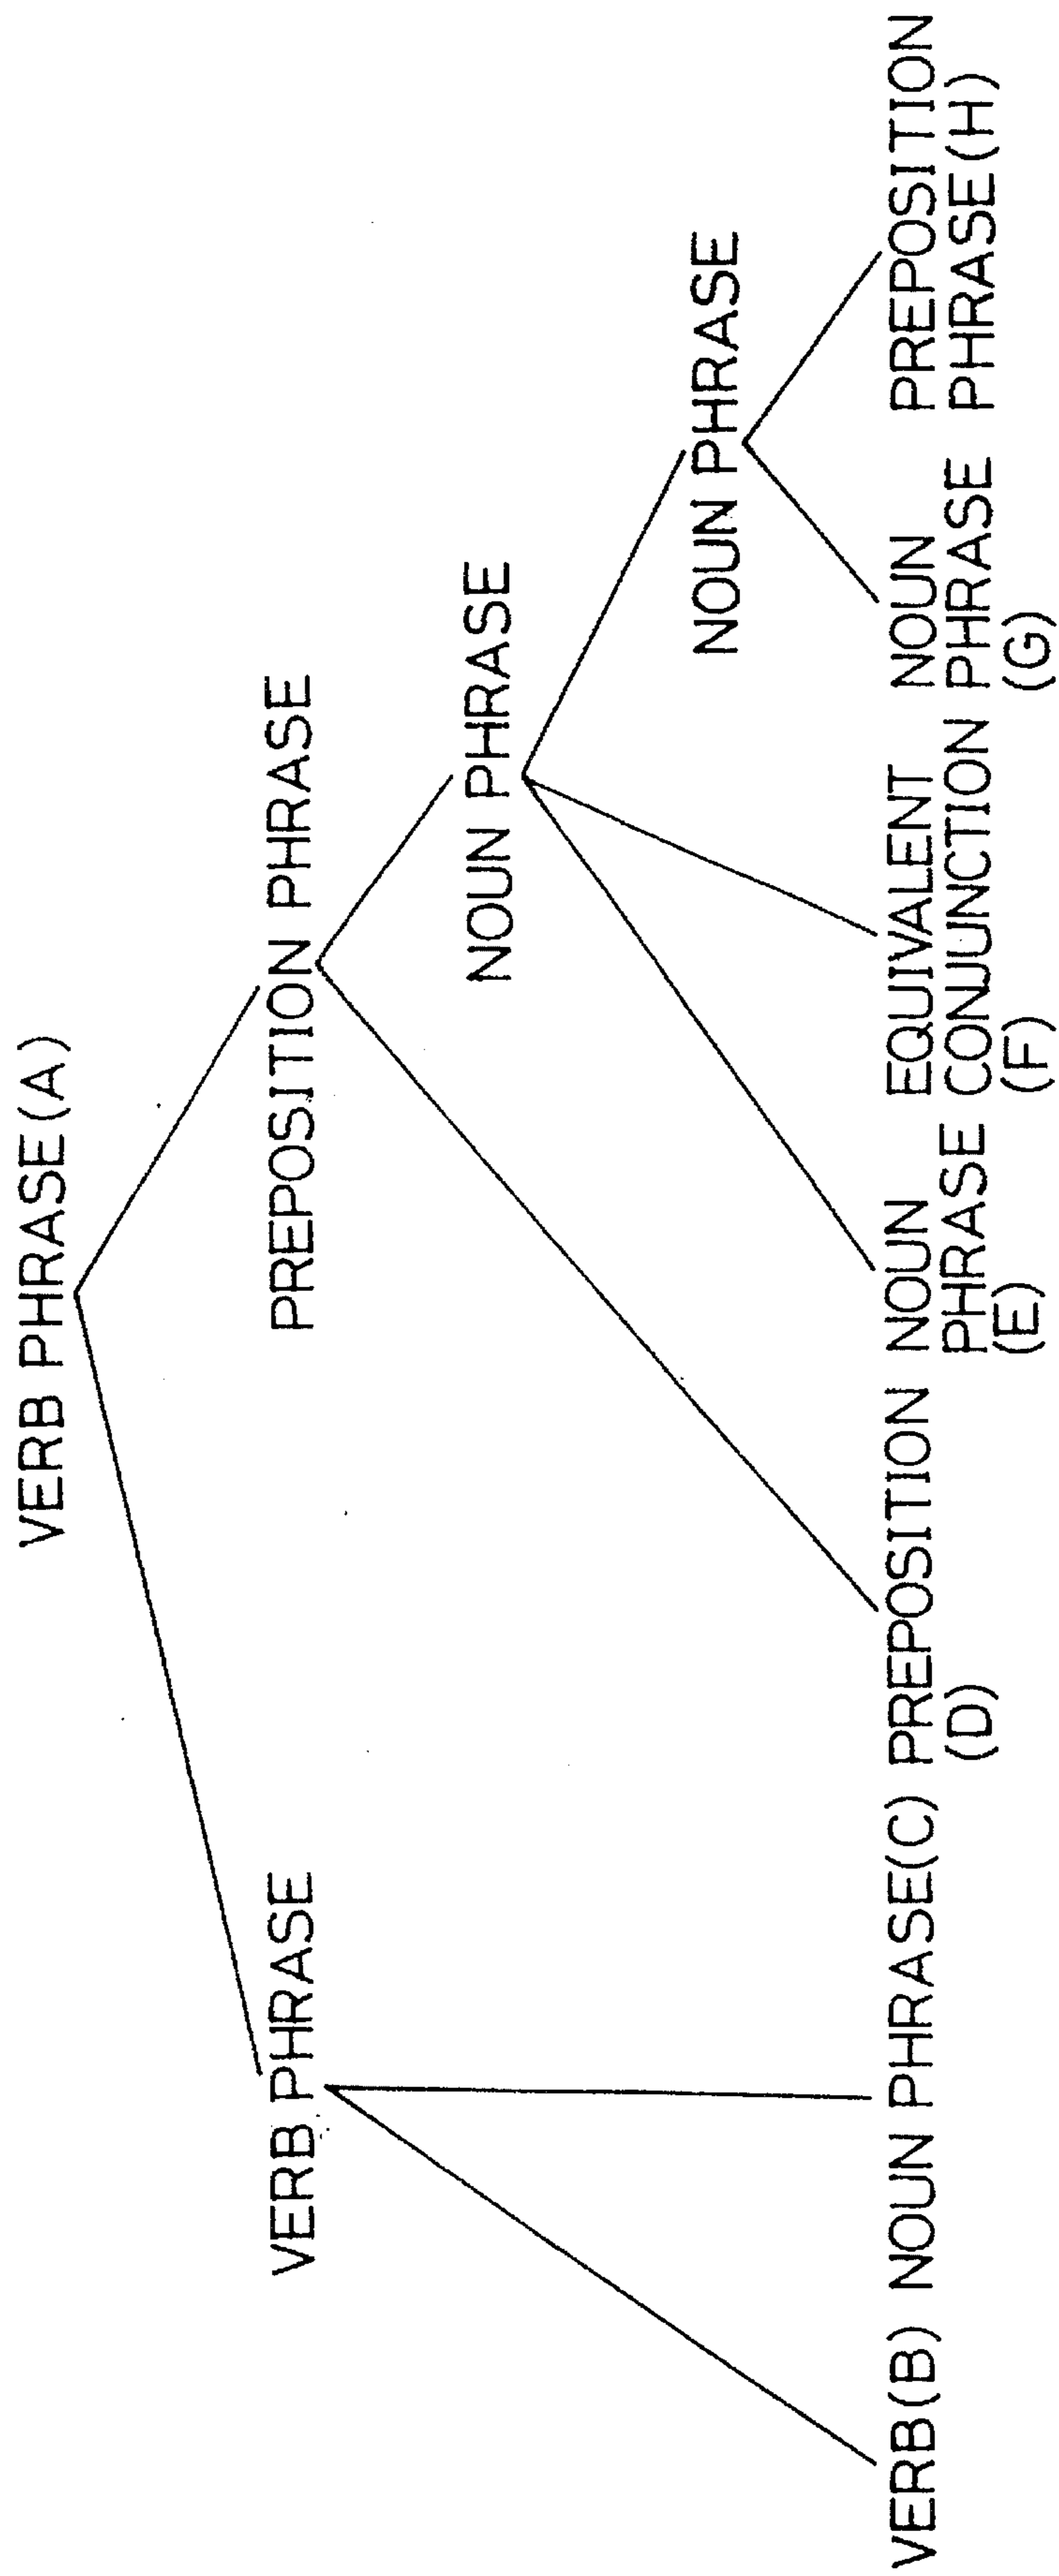 VERB PHRASE(A)
VERB PHRASE
PREPOSITION PHRASE
NOUN PHRASE
NOUN PHRASE
VERB(B)
NOUN PHRASE(C)
PREPOSITION
(D)
NOUN
PHRASE
(E)
EQUIVALENT
CONJUNCTION
(F)
NOUN
PHRASE
(G)
PREPOSITION
PHRASE(H)